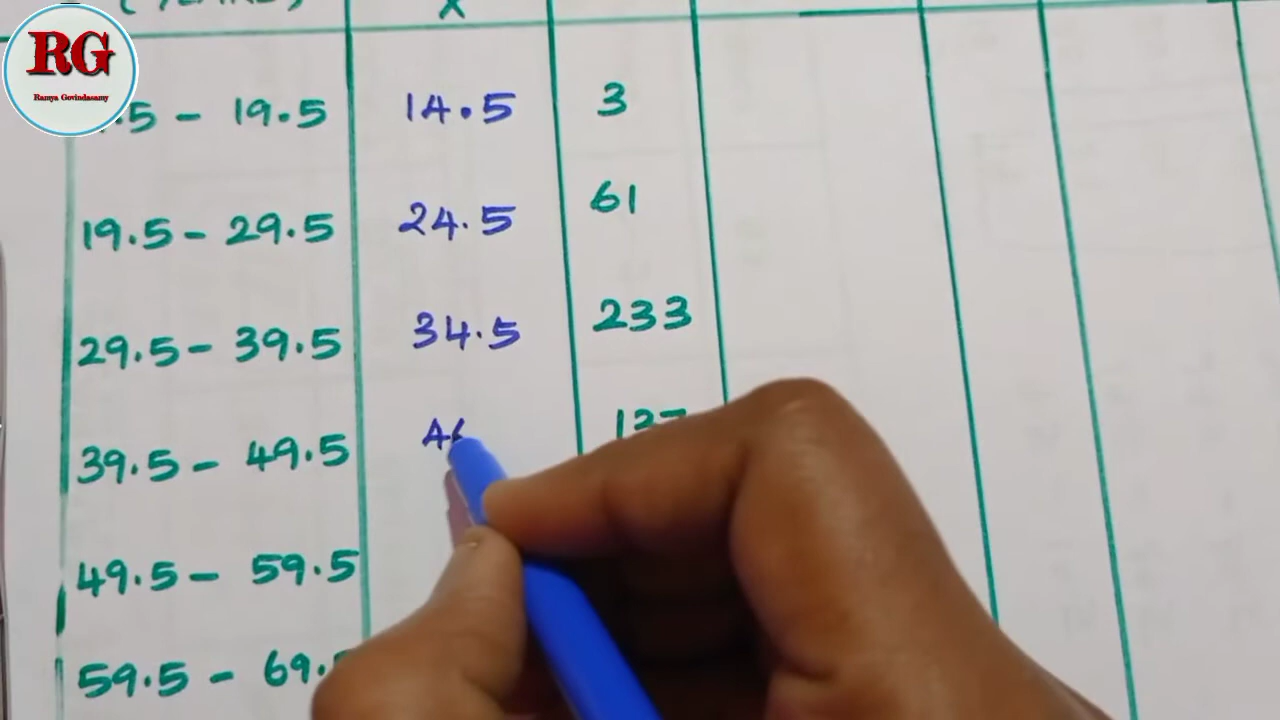 RG
Ramya Govindasamy
X
.5 - 19.5 14.5 3
19.5 - 29.5 24.5 61
29.5 - 39.5 34.5 233
39.5 - 49.5
49.5 - 59.5
59.5 - 69.